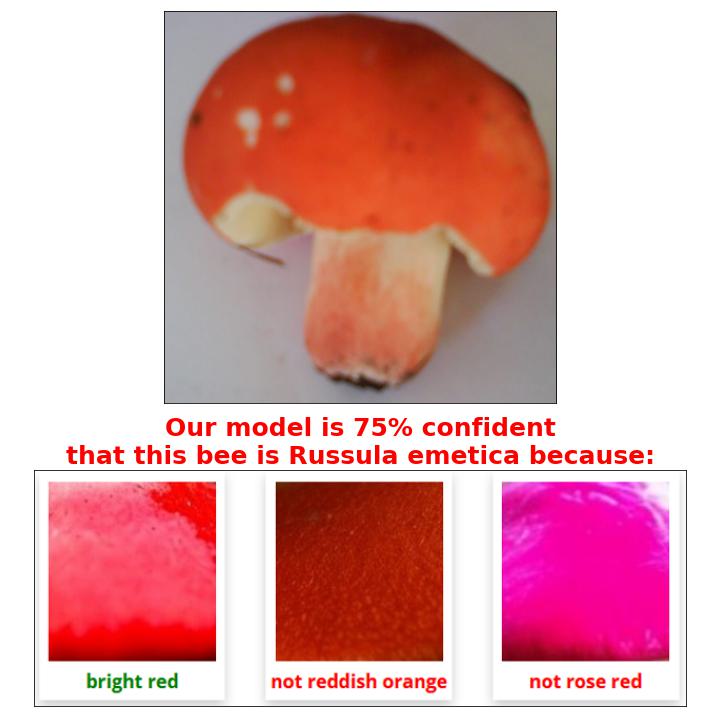 Our model is 75% confident
that this bee is Russula emetica because:
bright red
not reddish orange
not rose red